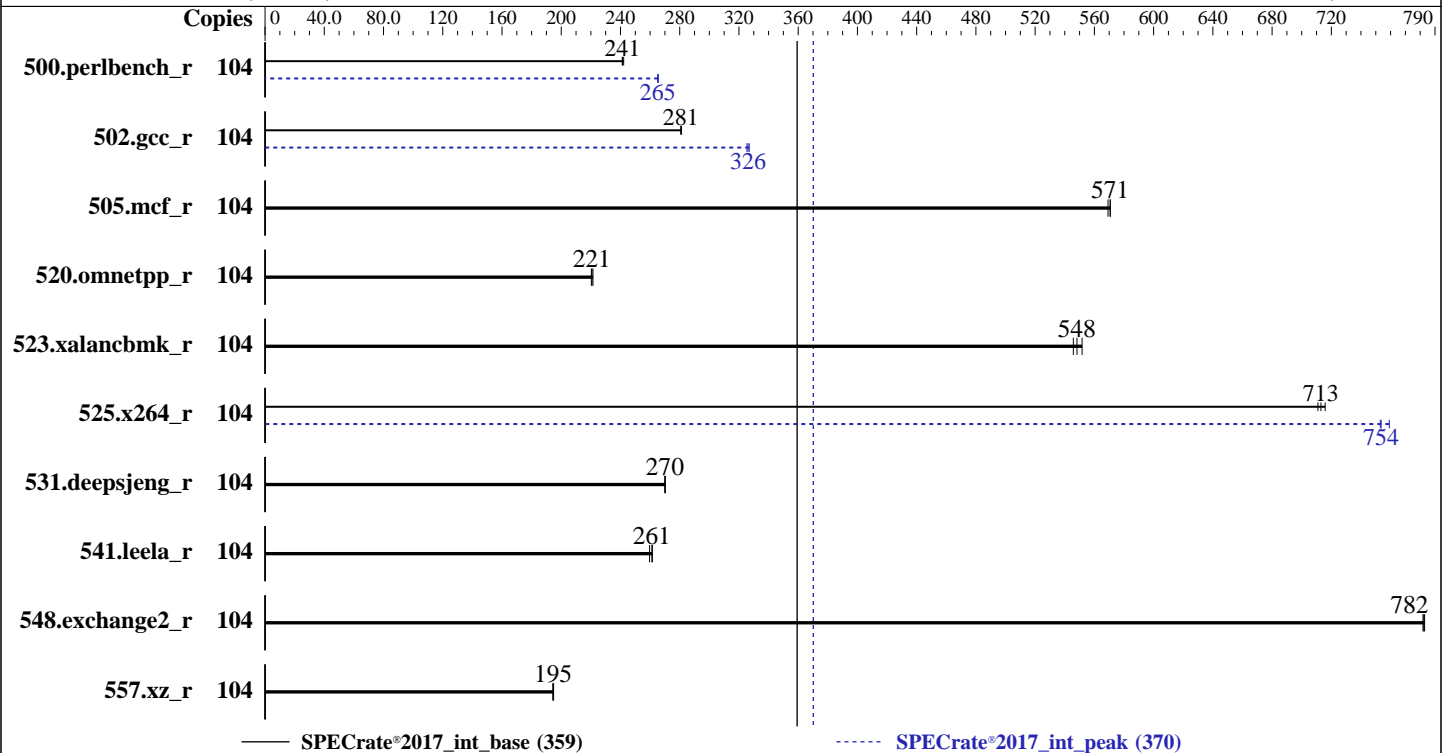 Copies 0 40.0 80.0 120 160 200 240 280 320 360 400 440 480 520 560 600 640 680 720 790
500.perlbench_r 104 241
265
502.gcc_r 104 281
326
505.mcf_r 104 571
520.omnetpp_r 104 221
523.xalancbmk_r 104 548
525.x264_r 104 713
754
531.deepsjeng_r 104 270
541.leela_r 104 261
548.exchange2_r 104 782
557.xz_r 104 195
SPECrate®2017_int_base (359) SPECrate®2017_int_peak (370)